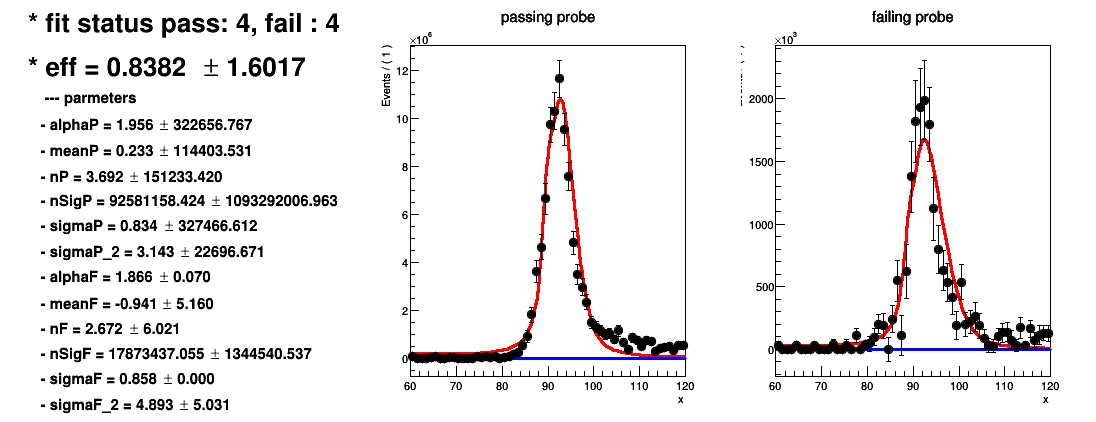 * fit status pass: 4, fail : 4
* eff = 0.8382 ± 1.6017
--- parmeters
- alphaP = 1.956 ± 322656.767
- meanP = 0.233 ± 114403.531
- nP = 3.692 ± 151233.420
- nSigP = 92581158.424 ± 1093292006.963
- sigmaP = 0.834 ± 327466.612
- sigmaP_2 = 3.143 ± 22696.671
- alphaF = 1.866 ± 0.070
- meanF = -0.941 ± 5.160
- nF = 2.672 ± 6.021
- nSigF = 17873437.055 ± 1344540.537
- sigmaF = 0.858 ± 0.000
- sigmaF_2 = 4.893 ± 5.031
passing probe
×10⁶
Events / ( 1 )
12
10
8
6
4
2
0
60 70 80 90 100 110 120
x
failing probe
×10³
2000
1500
1000
500
0
60 70 80 90 100 110 120
x